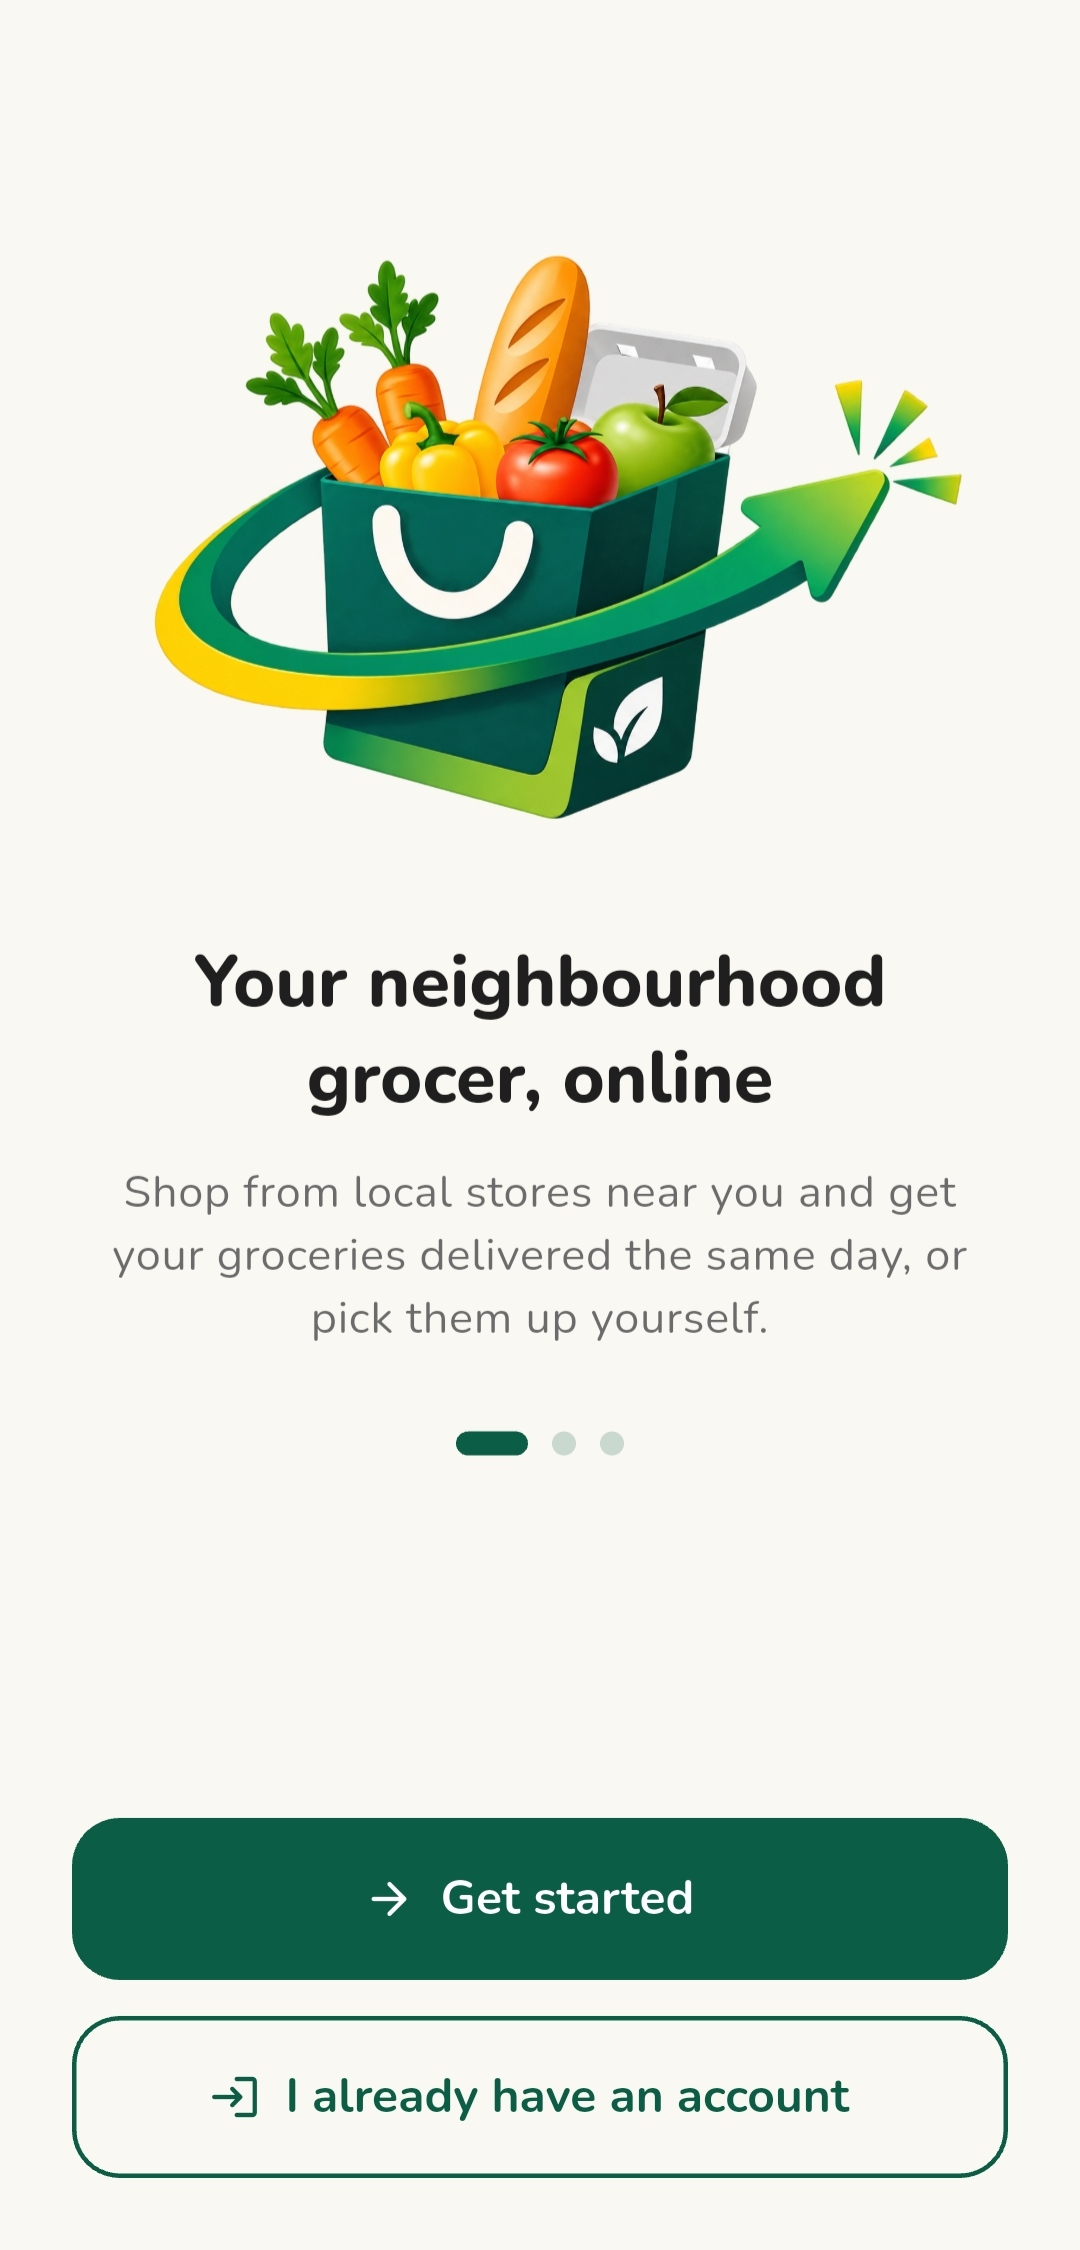 Your neighbourhood
grocer, online
Shop from local stores near you and get
your groceries delivered the same day, or
pick them up yourself.
Get started
I already have an account